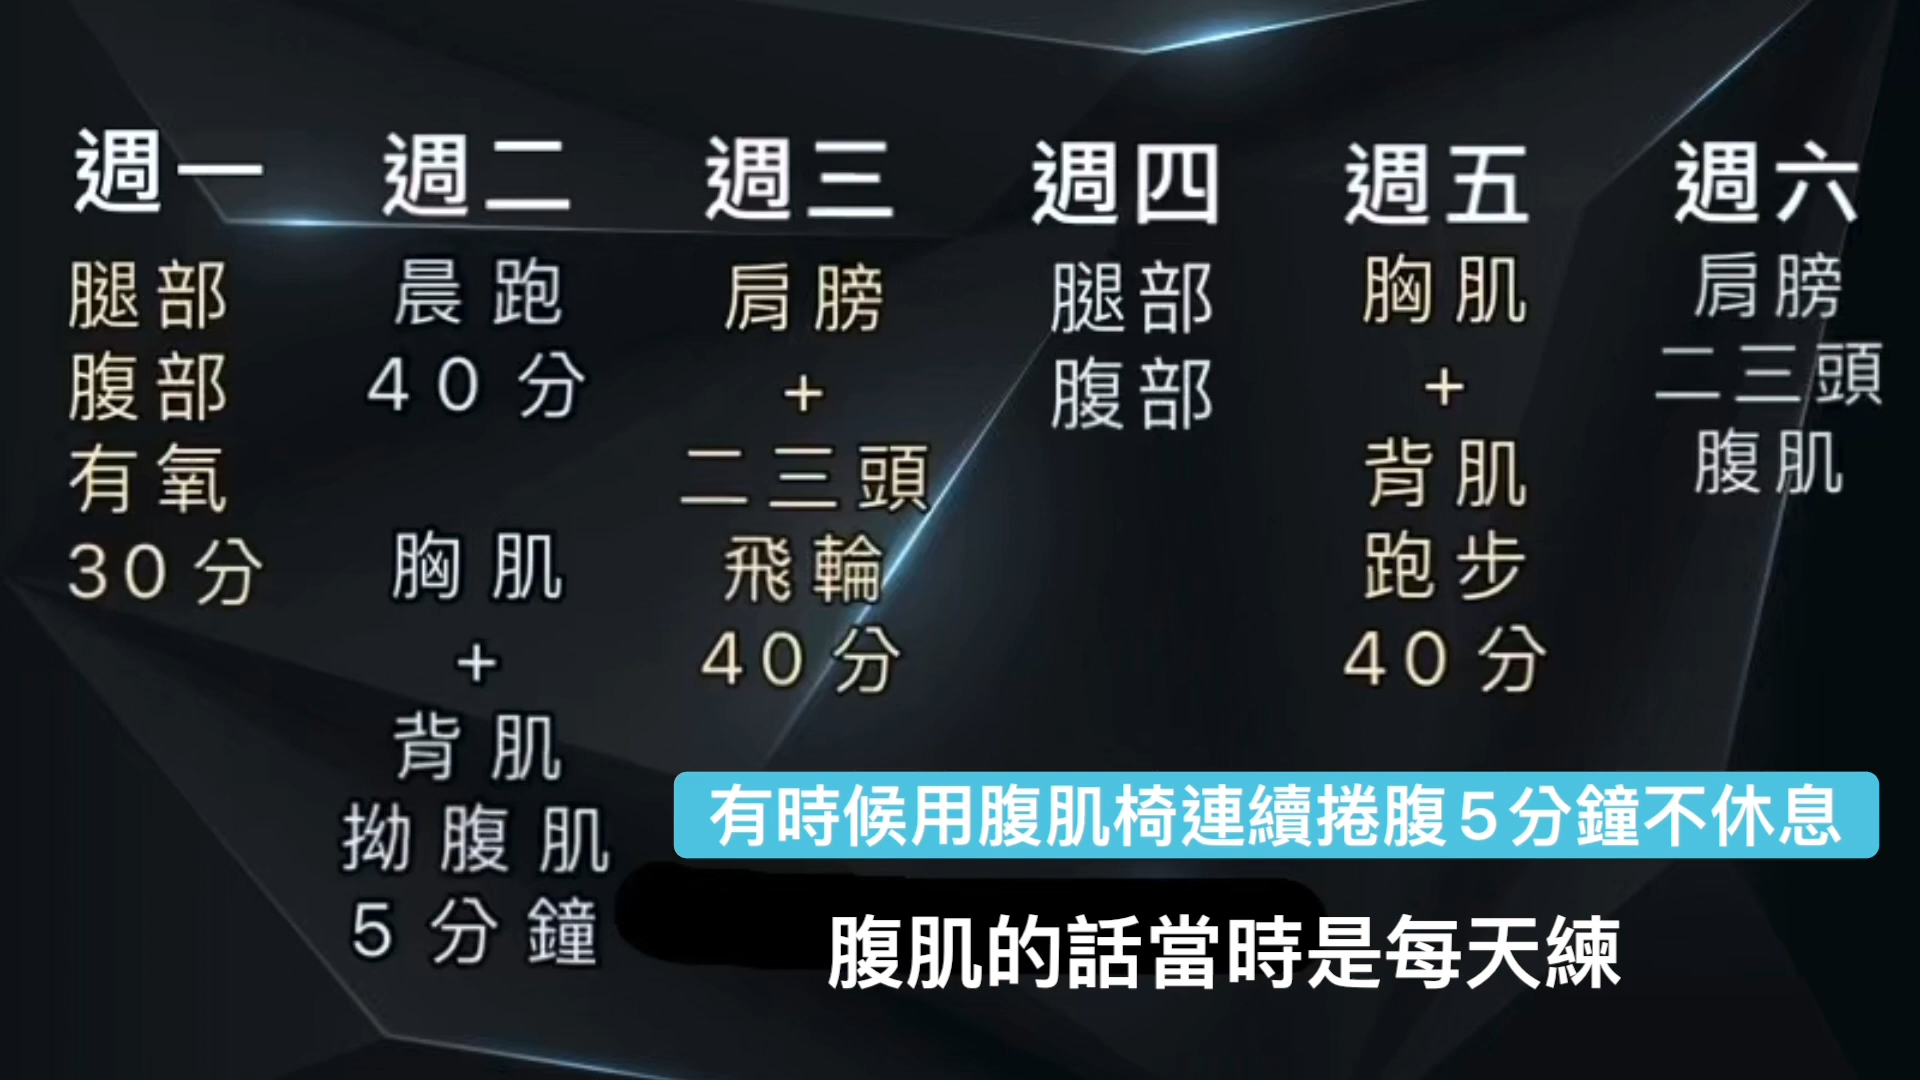 週一
腿部
腹部
有氧
30分
週二
晨跑
40分
胸肌
+
背肌
拗腹肌
5分鐘
週三
肩膀
+
二三頭
飛輪
40分
週四
腿部
腹部
週五
胸肌
+
背肌
跑步
40分
週六
肩膀
二三頭
腹肌
有時候用腹肌椅連續捲腹5分鐘不休息
腹肌的話當時是每天練